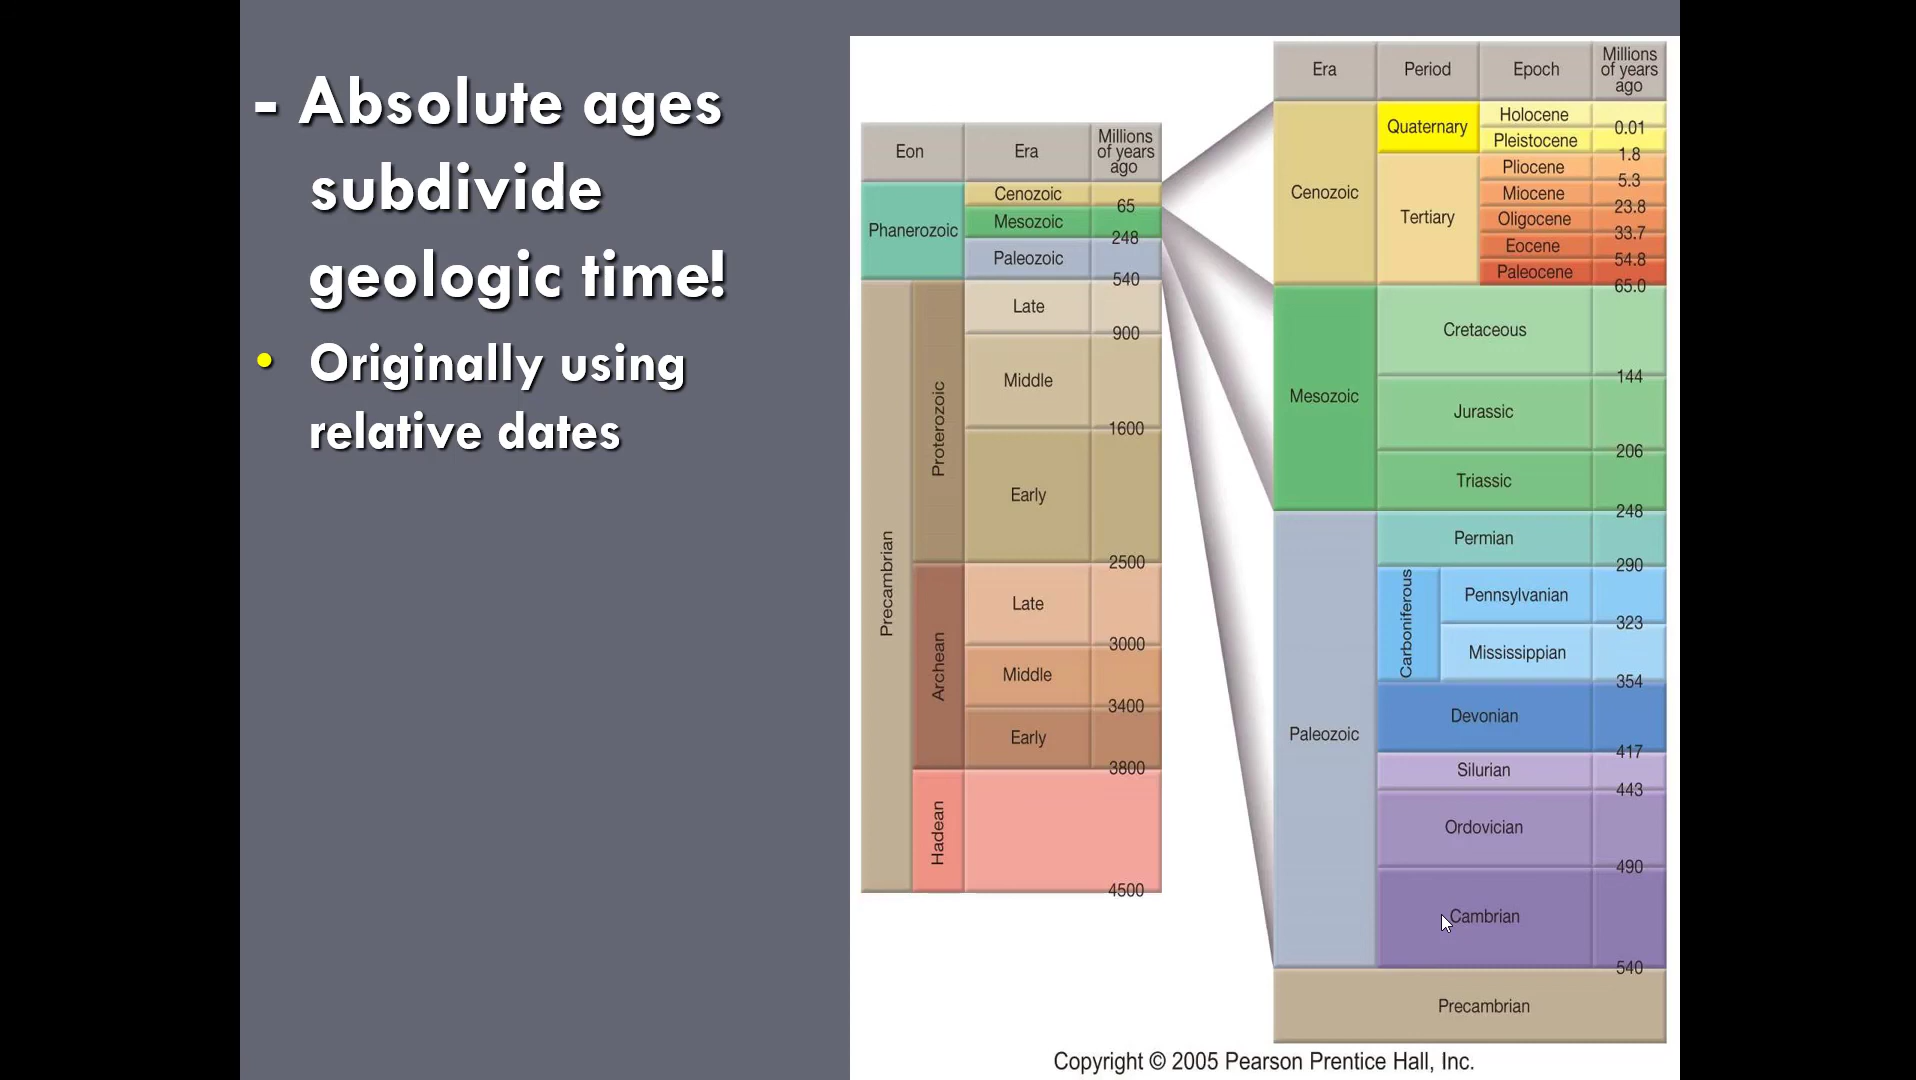 - Absolute ages
subdivide
geologic time!
• Originally using
relative dates
Eon
Era
Millions
of years
ago
Phanerozoic
Cenozoic
65
Mesozoic
248
Paleozoic
540
Precambrian
Proterozoic
Late
900
Middle
1600
Early
2500
Archean
Late
3000
Middle
3400
Early
3800
Hadean
4500
Era
Period
Epoch
Millions
of years
ago
Cenozoic
Quaternary
Holocene
0.01
Pleistocene
1.8
Tertiary
Pliocene
5.3
Miocene
23.8
Oligocene
33.7
Eocene
54.8
Paleocene
65.0
Mesozoic
Cretaceous
144
Jurassic
206
Triassic
248
Paleozoic
Permian
290
Carboniferous
Pennsylvanian
323
Mississippian
354
Devonian
417
Silurian
443
Ordovician
490
Cambrian
540
Precambrian
Copyright © 2005 Pearson Prentice Hall, Inc.